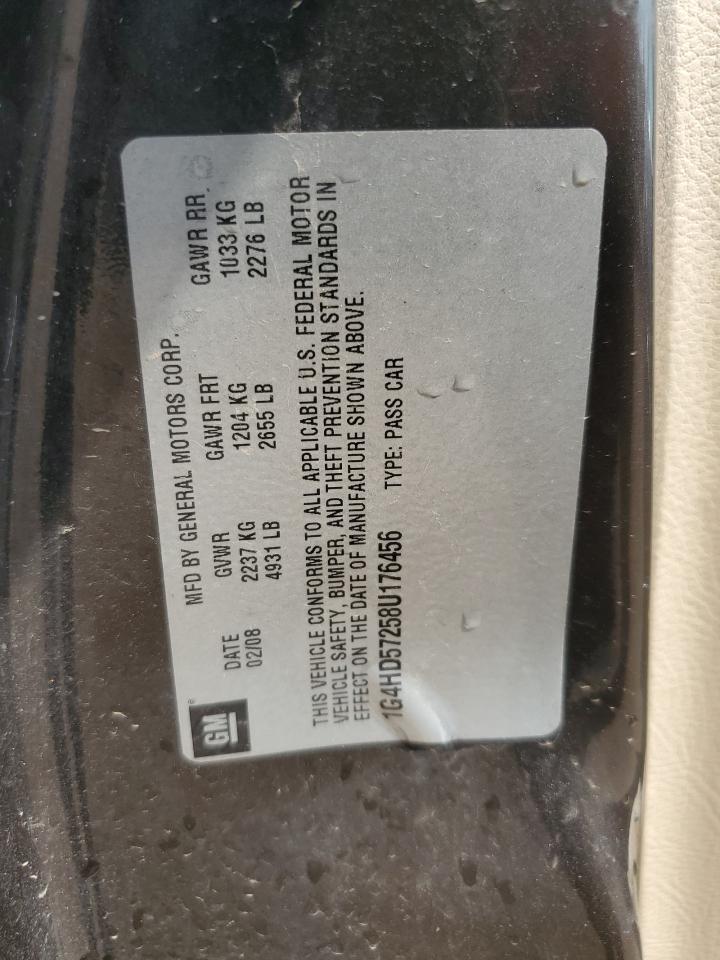 GM
MFD BY GENERAL MOTORS CORP.
DATE GVWR GAWR FRT GAWR RR
02/08 2237 KG 1204 KG 1033 KG
4931 LB 2655 LB 2276 LB
THIS VEHICLE CONFORMS TO ALL APPLICABLE U.S. FEDERAL MOTOR
VEHICLE SAFETY, BUMPER, AND THEFT PREVENTION STANDARDS IN
EFFECT ON THE DATE OF MANUFACTURE SHOWN ABOVE.
1G4HD57258U176456 TYPE: PASS CAR